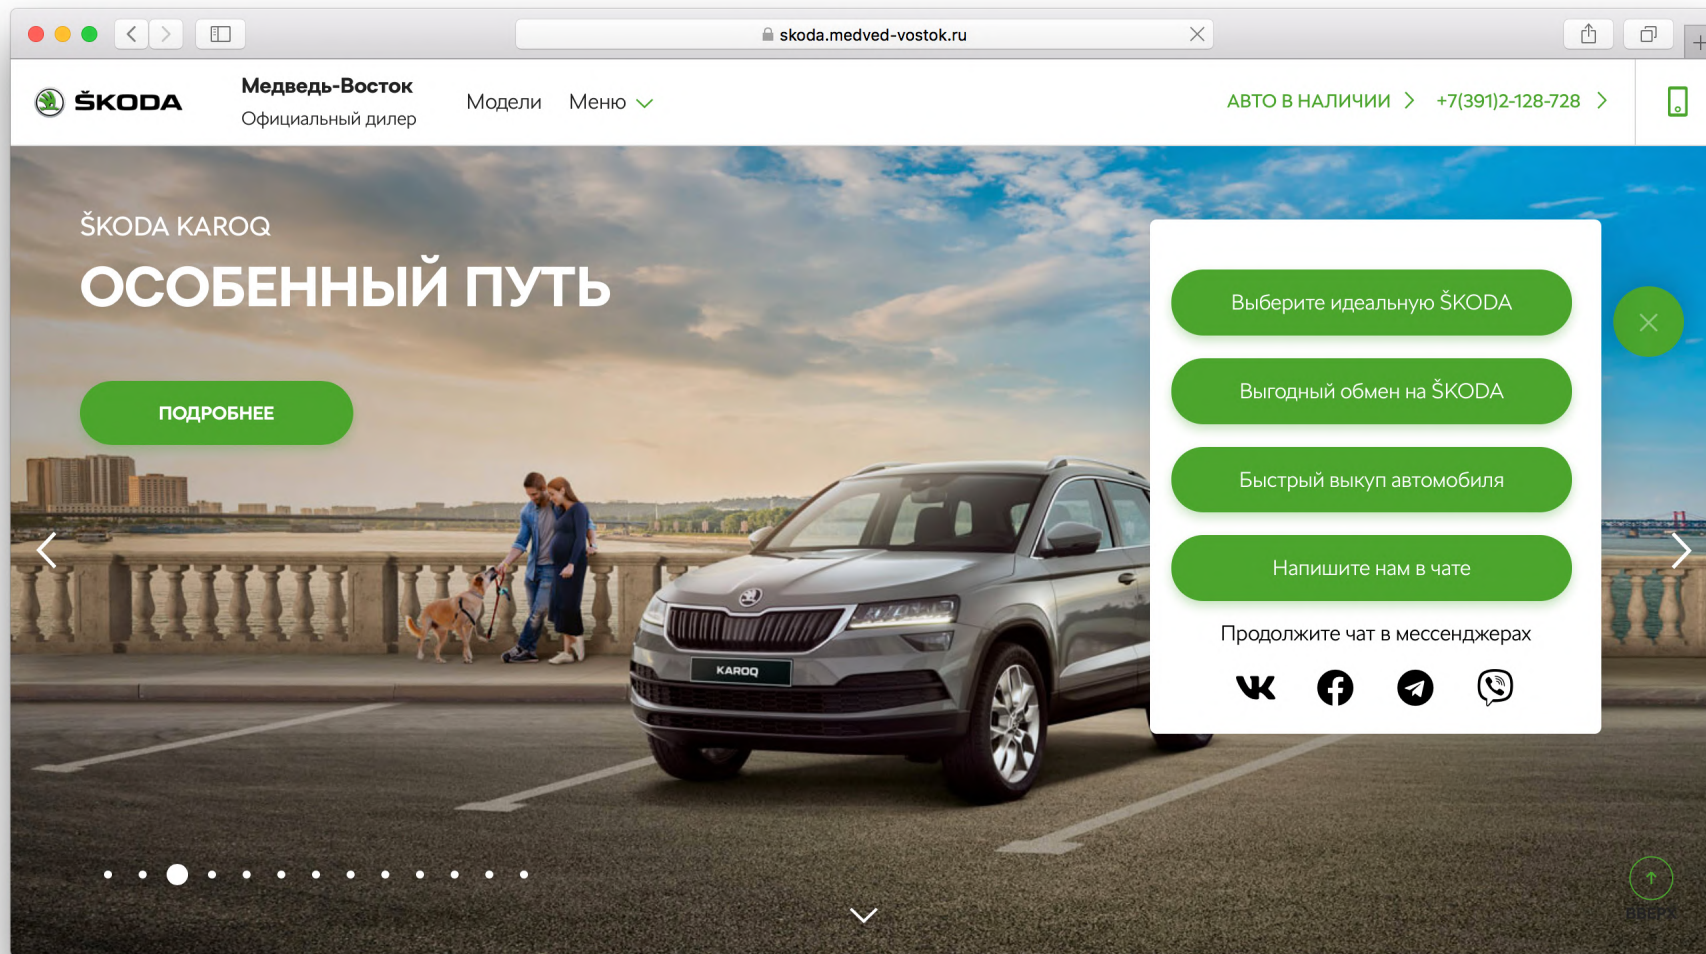 skoda.medved-vostok.ru
ŠKODA
Медведь-Восток
Официальный дилер
Модели
Меню
АВТО В НАЛИЧИИ
+7(391)2-128-728
ŠKODA KAROQ
ОСОБЕННЫЙ ПУТЬ
ПОДРОБНЕЕ
KAROQ
Выберите идеальную ŠKODA
Выгодный обмен на ŠKODA
Быстрый выкуп автомобиля
Напишите нам в чате
Продолжите чат в мессенджерах
ВВЕРХ